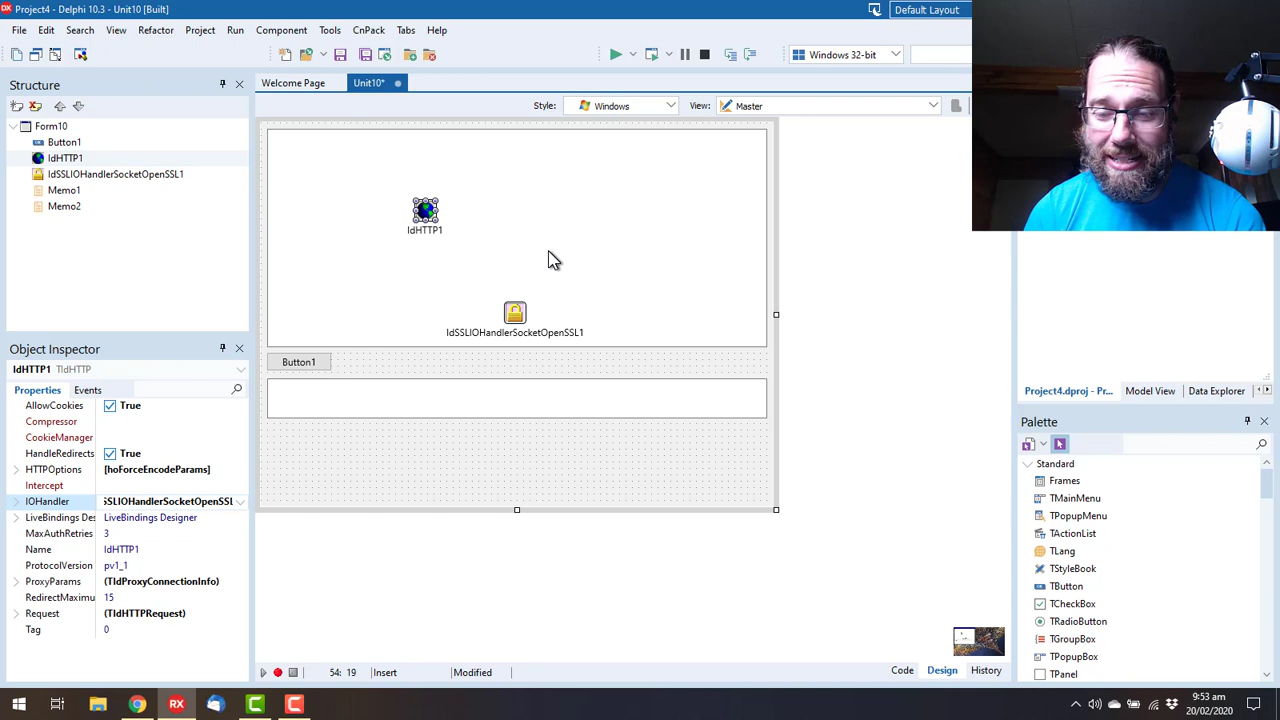 DX Project4 - Delphi 10.3 - Unit10 [Built]
Default Layout
File Edit Search View Refactor Project Run Component Tools CnPack Tabs Help
Windows 32-bit
Structure
Welcome Page Unit10*
Style: Windows View: Master
Form10
Button1
IdHTTP1
IdSSLIOHandlerSocketOpenSSL1
Memo1
Memo2
IdHTTP1
IdSSLIOHandlerSocketOpenSSL1
Button1
Object Inspector
IdHTTP1 TIdHTTP
Properties Events
AllowCookies True
Compressor
CookieManager
HandleRedirects True
HTTPOptions [hoForceEncodeParams]
Intercept
IOHandler SSLIOHandlerSocketOpenSSL
LiveBindings Des LiveBindings Designer
MaxAuthRetries 3
Name IdHTTP1
ProtocolVersion pv1_1
ProxyParams (TIdProxyConnectionInfo)
RedirectMaximu 15
Request (TIdHTTPRequest)
Tag 0
Project4.dproj - Pr... Model View Data Explorer
Palette
Standard
Frames
TMainMenu
TPopupMenu
TActionList
TLang
TStyleBook
TButton
TCheckBox
TRadioButton
TGroupBox
TPopupBox
TPanel
54: 19 Insert Modified
Code Design History
RX
9:53 am
20/02/2020